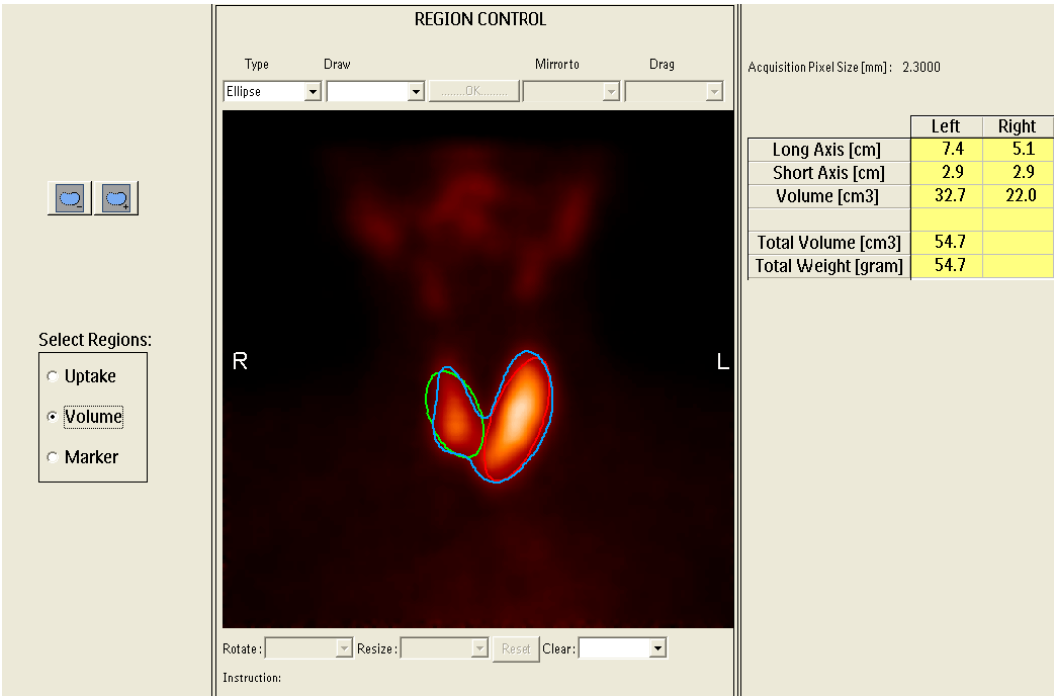 REGION CONTROL
Type Draw Mirror to Drag
Ellipse ........OK.........
Acquisition Pixel Size [mm] : 2.3000
Left Right
Long Axis [cm] 7.4 5.1
Short Axis [cm] 2.9 2.9
Volume [cm3] 32.7 22.0
Total Volume [cm3] 54.7
Total Weight [gram] 54.7
Select Regions:
Uptake
Volume
Marker
R L
Rotate : Resize : Reset Clear:
Instruction: